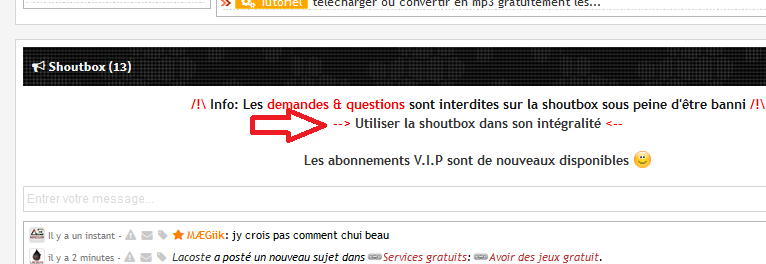 Tutoriel télécharger ou convertir en mp3 gratuitement les...
Shoutbox (13)
/!\ Info: Les demandes & questions sont interdites sur la shoutbox sous peine d'être banni /!\
--> Utiliser la shoutbox dans son intégralité <--
Les abonnements V.I.P sont de nouveaux disponibles
Entrer votre message...
Il y a un instant - MÆGiik: jy crois pas comment chui beau
il y a 2 minutes - Lacoste a posté un nouveau sujet dans Services gratuits: Avoir des jeux gratuit.